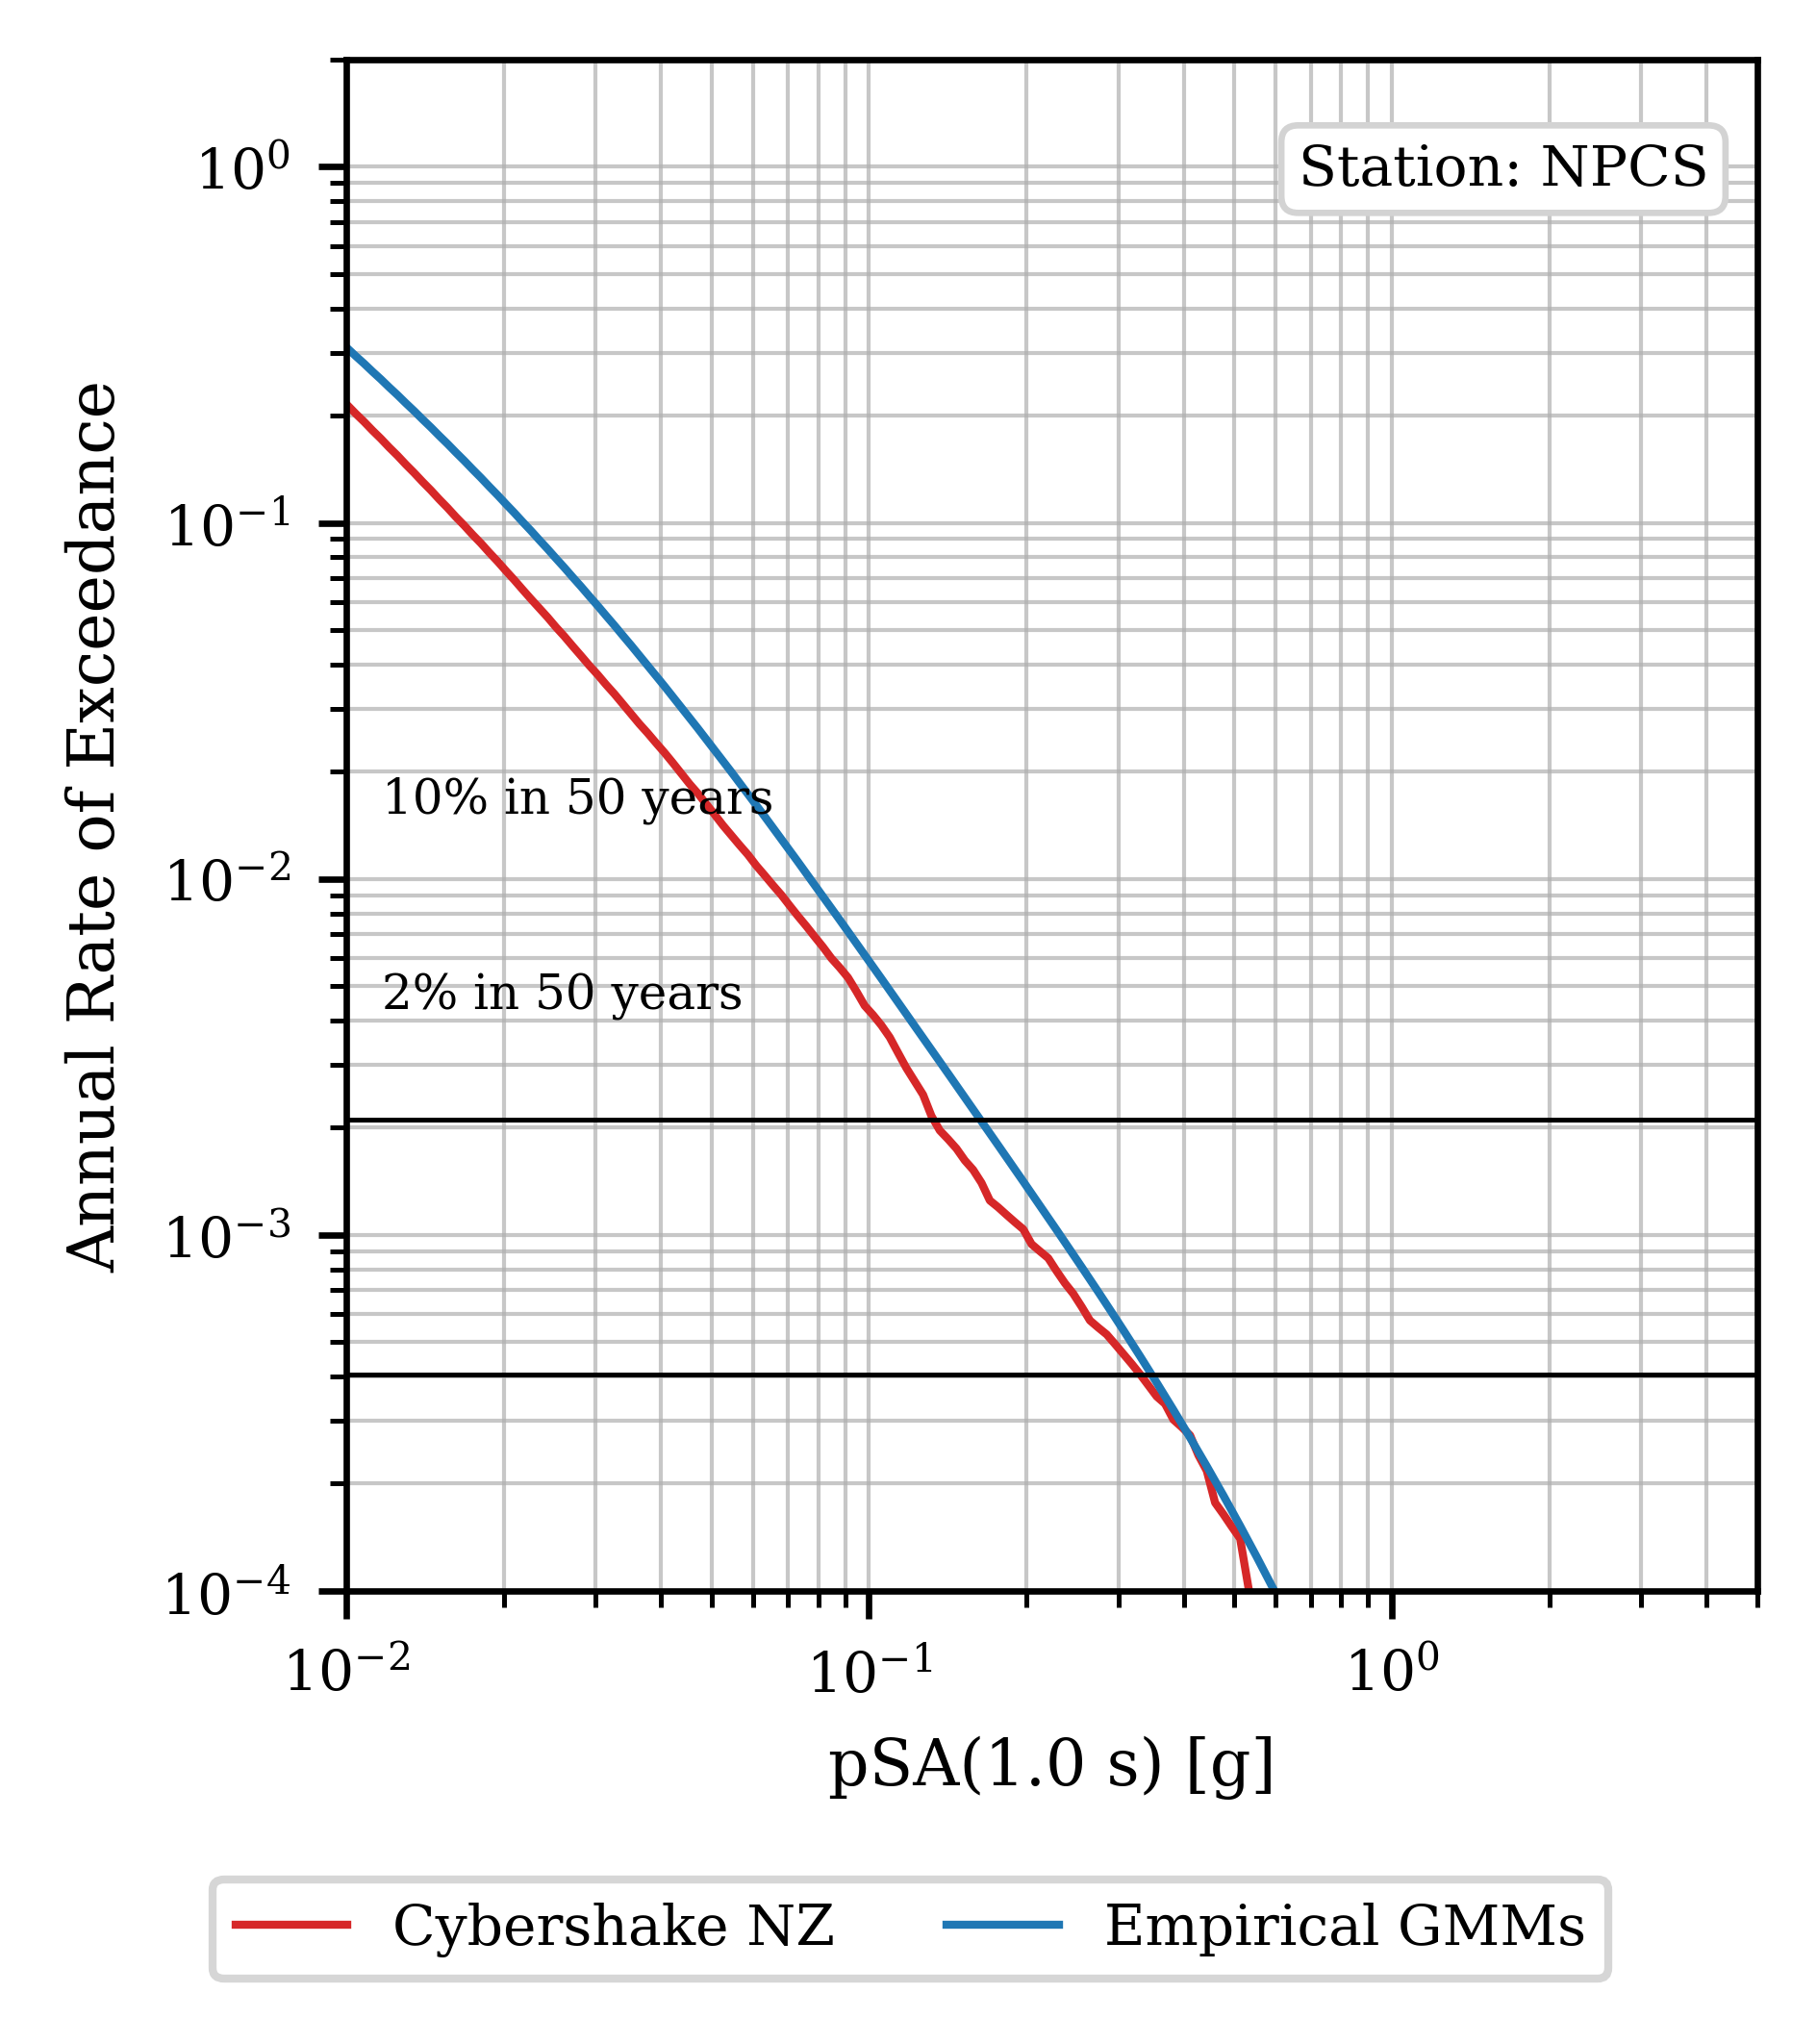 Station: NPCS
10⁰
10⁻¹
10⁻²
10⁻³
10⁻⁴
Annual Rate of Exceedance
10% in 50 years
2% in 50 years
10⁻²
10⁻¹
10⁰
pSA(1.0 s) [g]
Cybershake NZ
Empirical GMMs